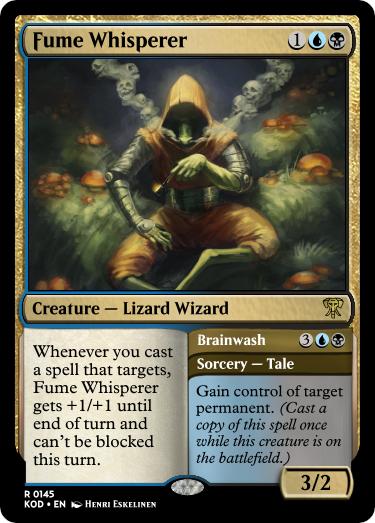 Fume Whisperer 1
Creature — Lizard Wizard
Whenever you cast
a spell that targets,
Fume Whisperer
gets +1/+1 until
end of turn and
can't be blocked
this turn.
Brainwash 3
Sorcery — Tale
Gain control of target
permanent. (Cast a
copy of this spell once
while this creature is on
the battlefield.)
3/2
R 0145
KOD • EN HENRI ESKELINEN